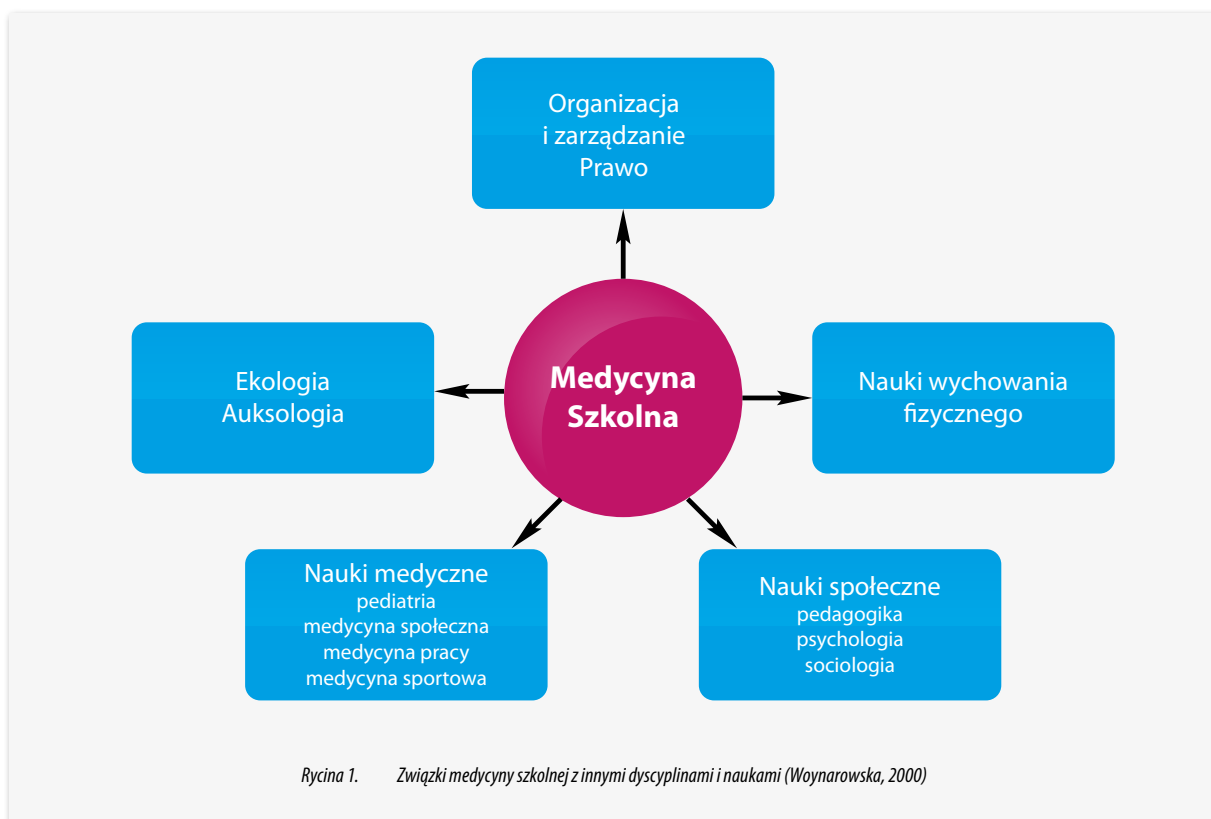 Organizacja
i zarządzanie
Prawo
Ekologia
Auksologia
Medycyna
Szkolna
Nauki wychowania
fizycznego
Nauki medyczne
pediatria
medycyna społeczna
medycyna pracy
medycyna sportowa
Nauki społeczne
pedagogika
psychologia
sociologia
Rycina 1. Związki medycyny szkolnej z innymi dyscyplinami i naukami (Woynarowska, 2000)